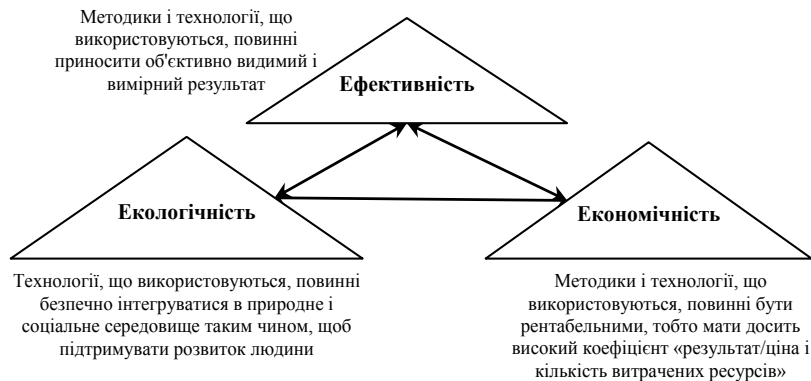 Методики і технології, що
використовуються, повинні
приносити об'єктивно видимий і
вимірний результат
Ефективність
Екологічність
Економічність
Технології, що використовуються, повинні
безпечно інтегруватися в природне і
соціальне середовище таким чином, щоб
підтримувати розвиток людини
Методики і технології, що
використовуються, повинні бути
рентабельними, тобто мати досить
високий коефіцієнт «результат/ціна і
кількість витрачених ресурсів»